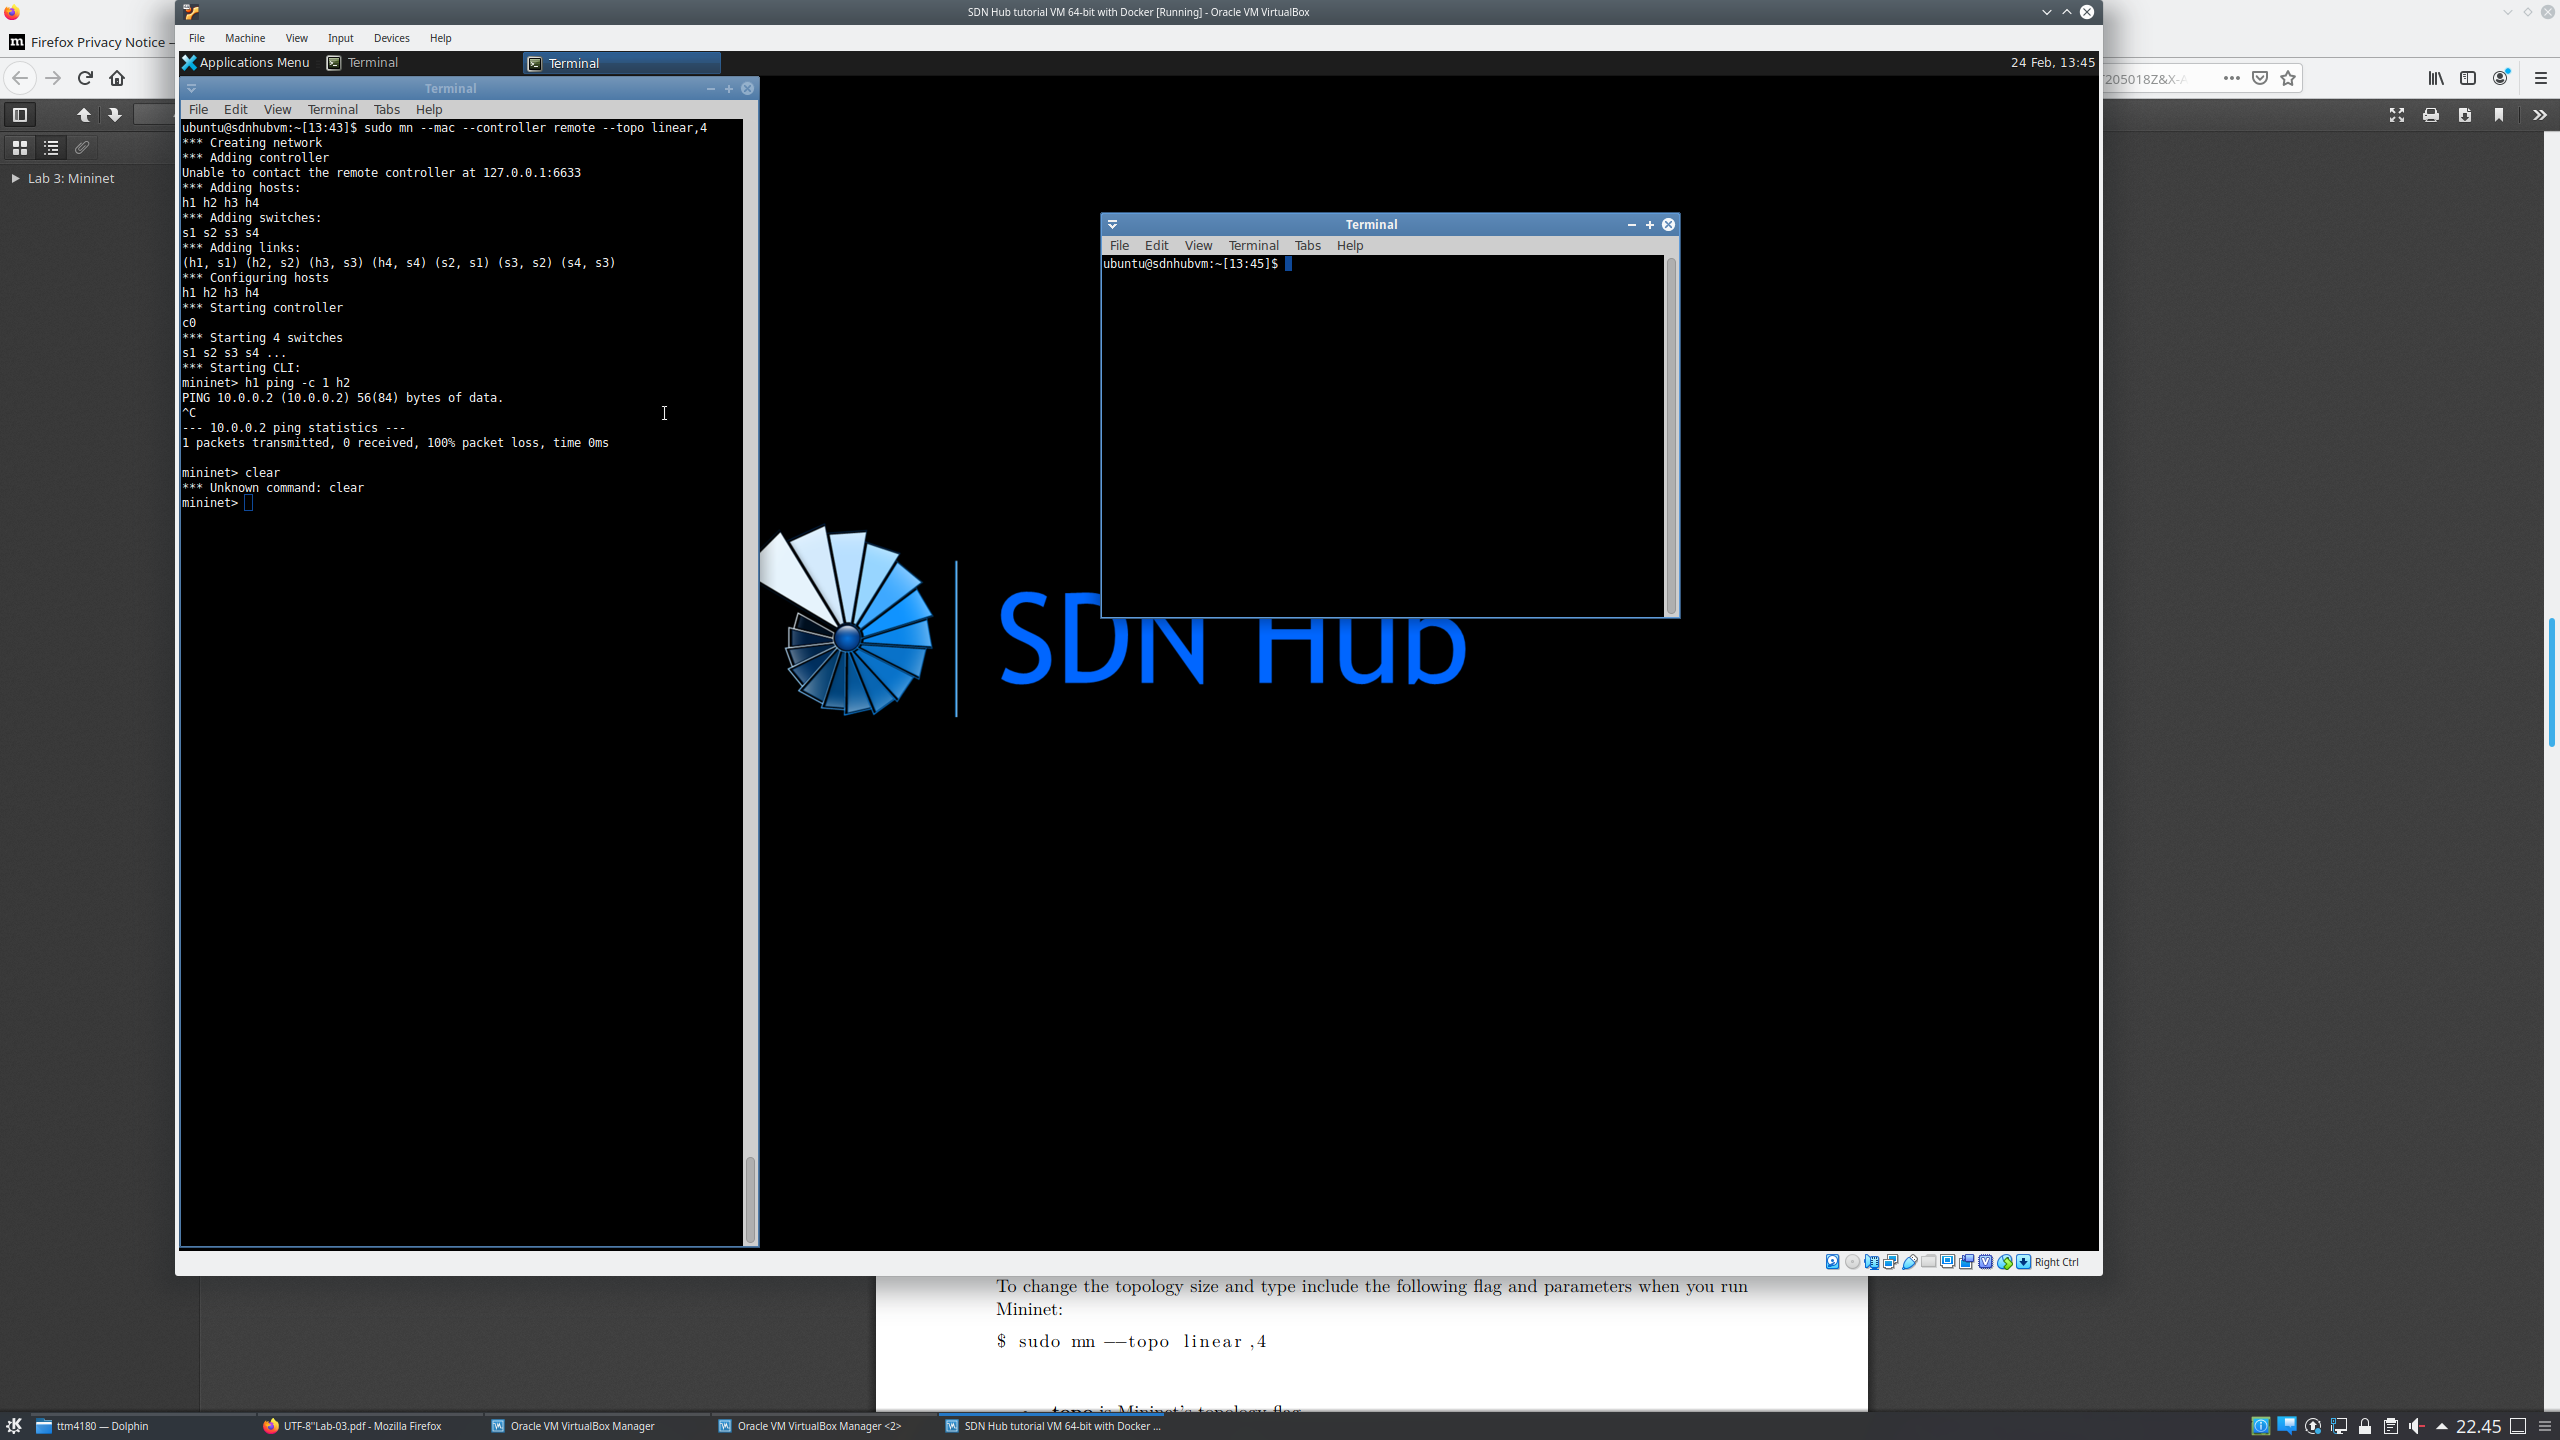 SDN Hub tutorial VM 64-bit with Docker [Running] - Oracle VM VirtualBox
Firefox Privacy Notice —
File Machine View Input Devices Help
Applications Menu Terminal Terminal 24 Feb, 13:45
205018Z&X-A
Lab 3: Mininet
Terminal
File Edit View Terminal Tabs Help
ubuntu@sdnhubvm:~[13:43]$ sudo mn --mac --controller remote --topo linear,4
*** Creating network
*** Adding controller
Unable to contact the remote controller at 127.0.0.1:6633
*** Adding hosts:
h1 h2 h3 h4
*** Adding switches:
s1 s2 s3 s4
*** Adding links:
(h1, s1) (h2, s2) (h3, s3) (h4, s4) (s2, s1) (s3, s2) (s4, s3)
*** Configuring hosts
h1 h2 h3 h4
*** Starting controller
c0
*** Starting 4 switches
s1 s2 s3 s4 ...
*** Starting CLI:
mininet> h1 ping -c 1 h2
PING 10.0.0.2 (10.0.0.2) 56(84) bytes of data.
^C
--- 10.0.0.2 ping statistics ---
1 packets transmitted, 0 received, 100% packet loss, time 0ms
mininet> clear
*** Unknown command: clear
mininet>
Terminal
File Edit View Terminal Tabs Help
ubuntu@sdnhubvm:~[13:45]$
SDN Hub
Right Ctrl
To change the topology size and type include the following flag and parameters when you run
Mininet:
$ sudo mn —–topo linear ,4
topo is Mininet's topology flag
ttm4180 — Dolphin
UTF-8''Lab-03.pdf - Mozilla Firefox
Oracle VM VirtualBox Manager
Oracle VM VirtualBox Manager <2>
SDN Hub tutorial VM 64-bit with Docker ...
22.45